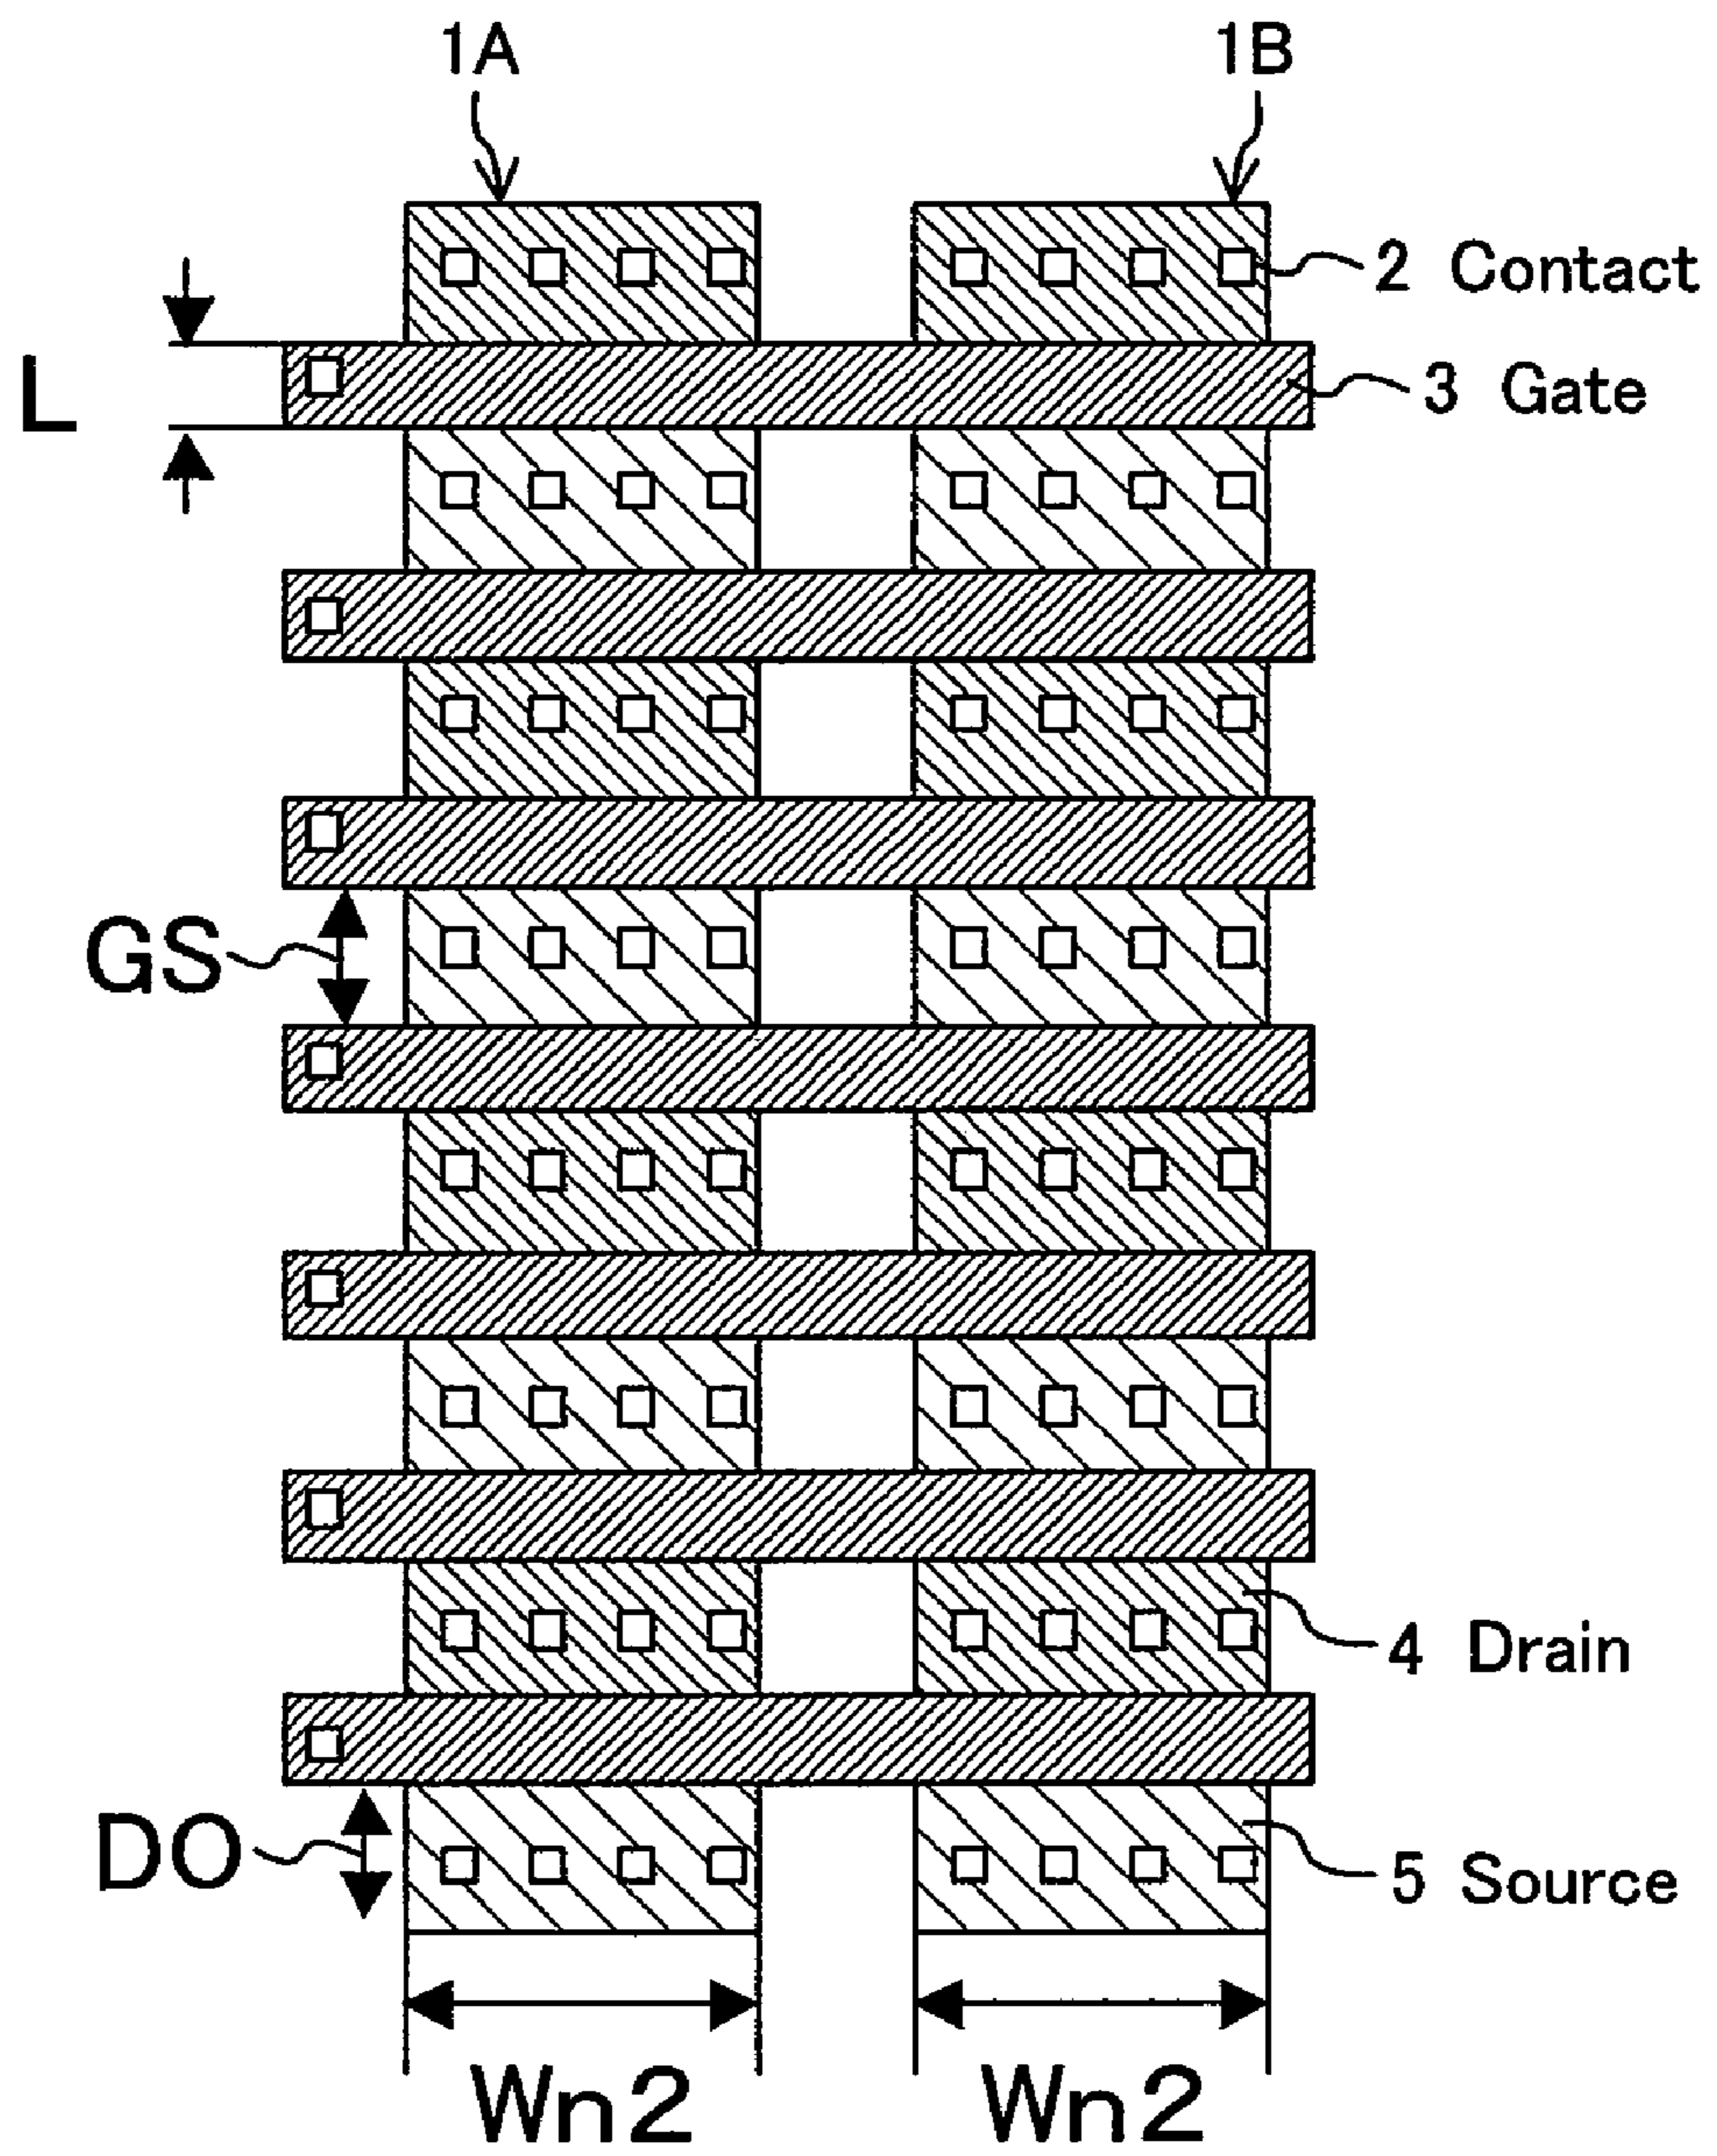 1A
1B
2 Contact
L
3 Gate
GS
4 Drain
DO
5 Source
Wn2
Wn2